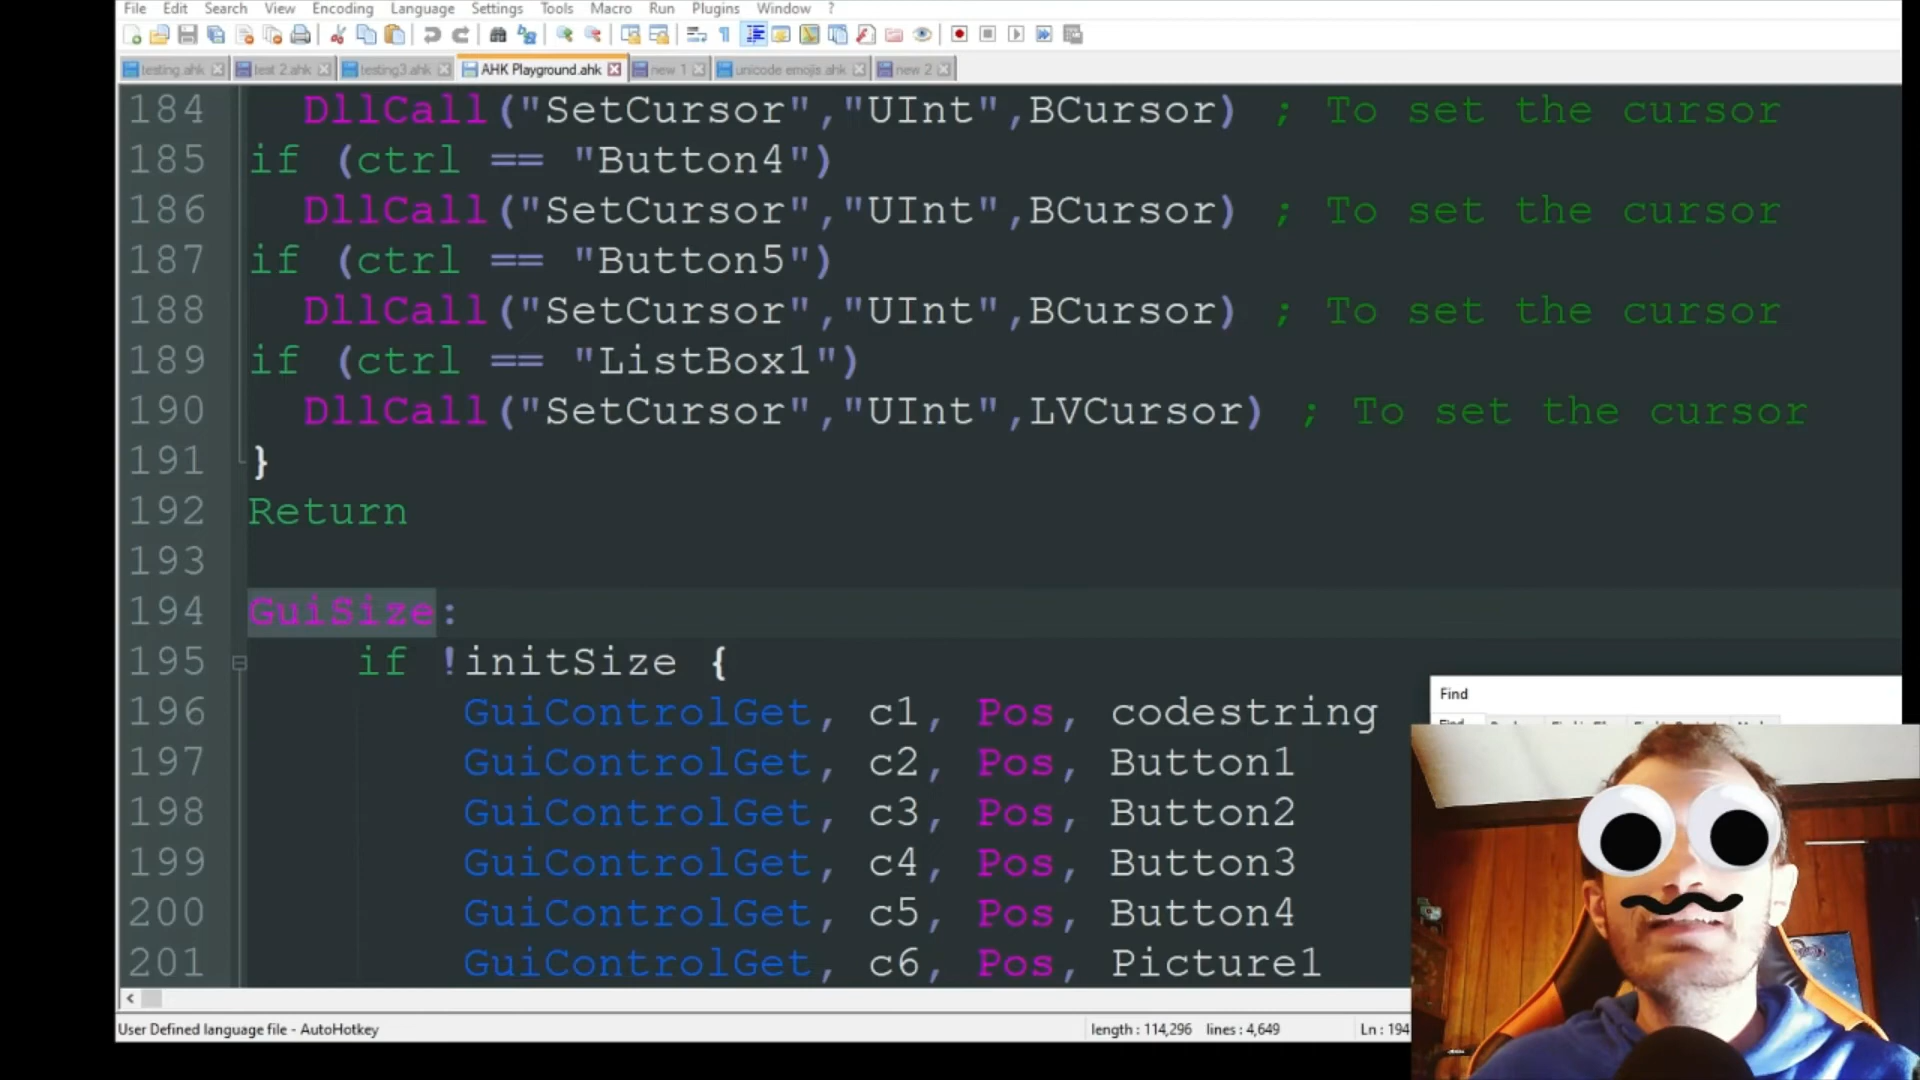 File Edit Search View Encoding Language Settings Tools Macro Run Plugins Window ?
testing.ahk test 2.ahk testing3.ahk AHK Playground.ahk new 1 unicode emojis.ahk new 2
184 DllCall("SetCursor","UInt",BCursor) ; To set the cursor
185 if (ctrl == "Button4")
186 DllCall("SetCursor","UInt",BCursor) ; To set the cursor
187 if (ctrl == "Button5")
188 DllCall("SetCursor","UInt",BCursor) ; To set the cursor
189 if (ctrl == "ListBox1")
190 DllCall("SetCursor","UInt",LVCursor) ; To set the cursor
191 }
192 Return
193
194 GuiSize:
195 if !initSize {
196 GuiControlGet, c1, Pos, codestring
197 GuiControlGet, c2, Pos, Button1
198 GuiControlGet, c3, Pos, Button2
199 GuiControlGet, c4, Pos, Button3
200 GuiControlGet, c5, Pos, Button4
201 GuiControlGet, c6, Pos, Picture1
Find
Find
User Defined language file - AutoHotkey length : 114,296 lines : 4,649 Ln : 194